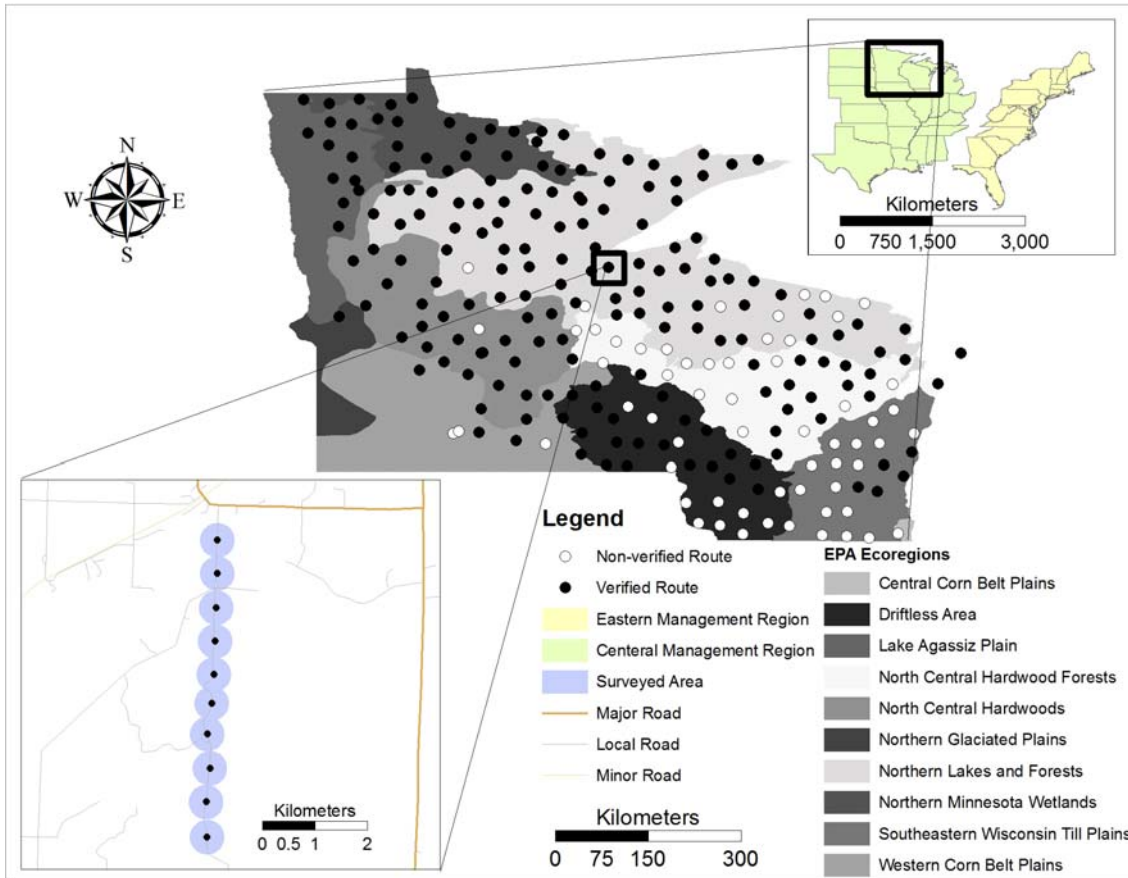 N
W E
S
Kilometers
0 750 1,500 3,000
Legend
Non-verified Route
Verified Route
Eastern Management Region
Centeral Management Region
Surveyed Area
Major Road
Local Road
Minor Road
Kilometers
0 75 150 300
EPA Ecoregions
Central Corn Belt Plains
Driftless Area
Lake Agassiz Plain
North Central Hardwood Forests
North Central Hardwoods
Northern Glaciated Plains
Northern Lakes and Forests
Northern Minnesota Wetlands
Southeastern Wisconsin Till Plains
Western Corn Belt Plains
Kilometers
0 0.5 1 2